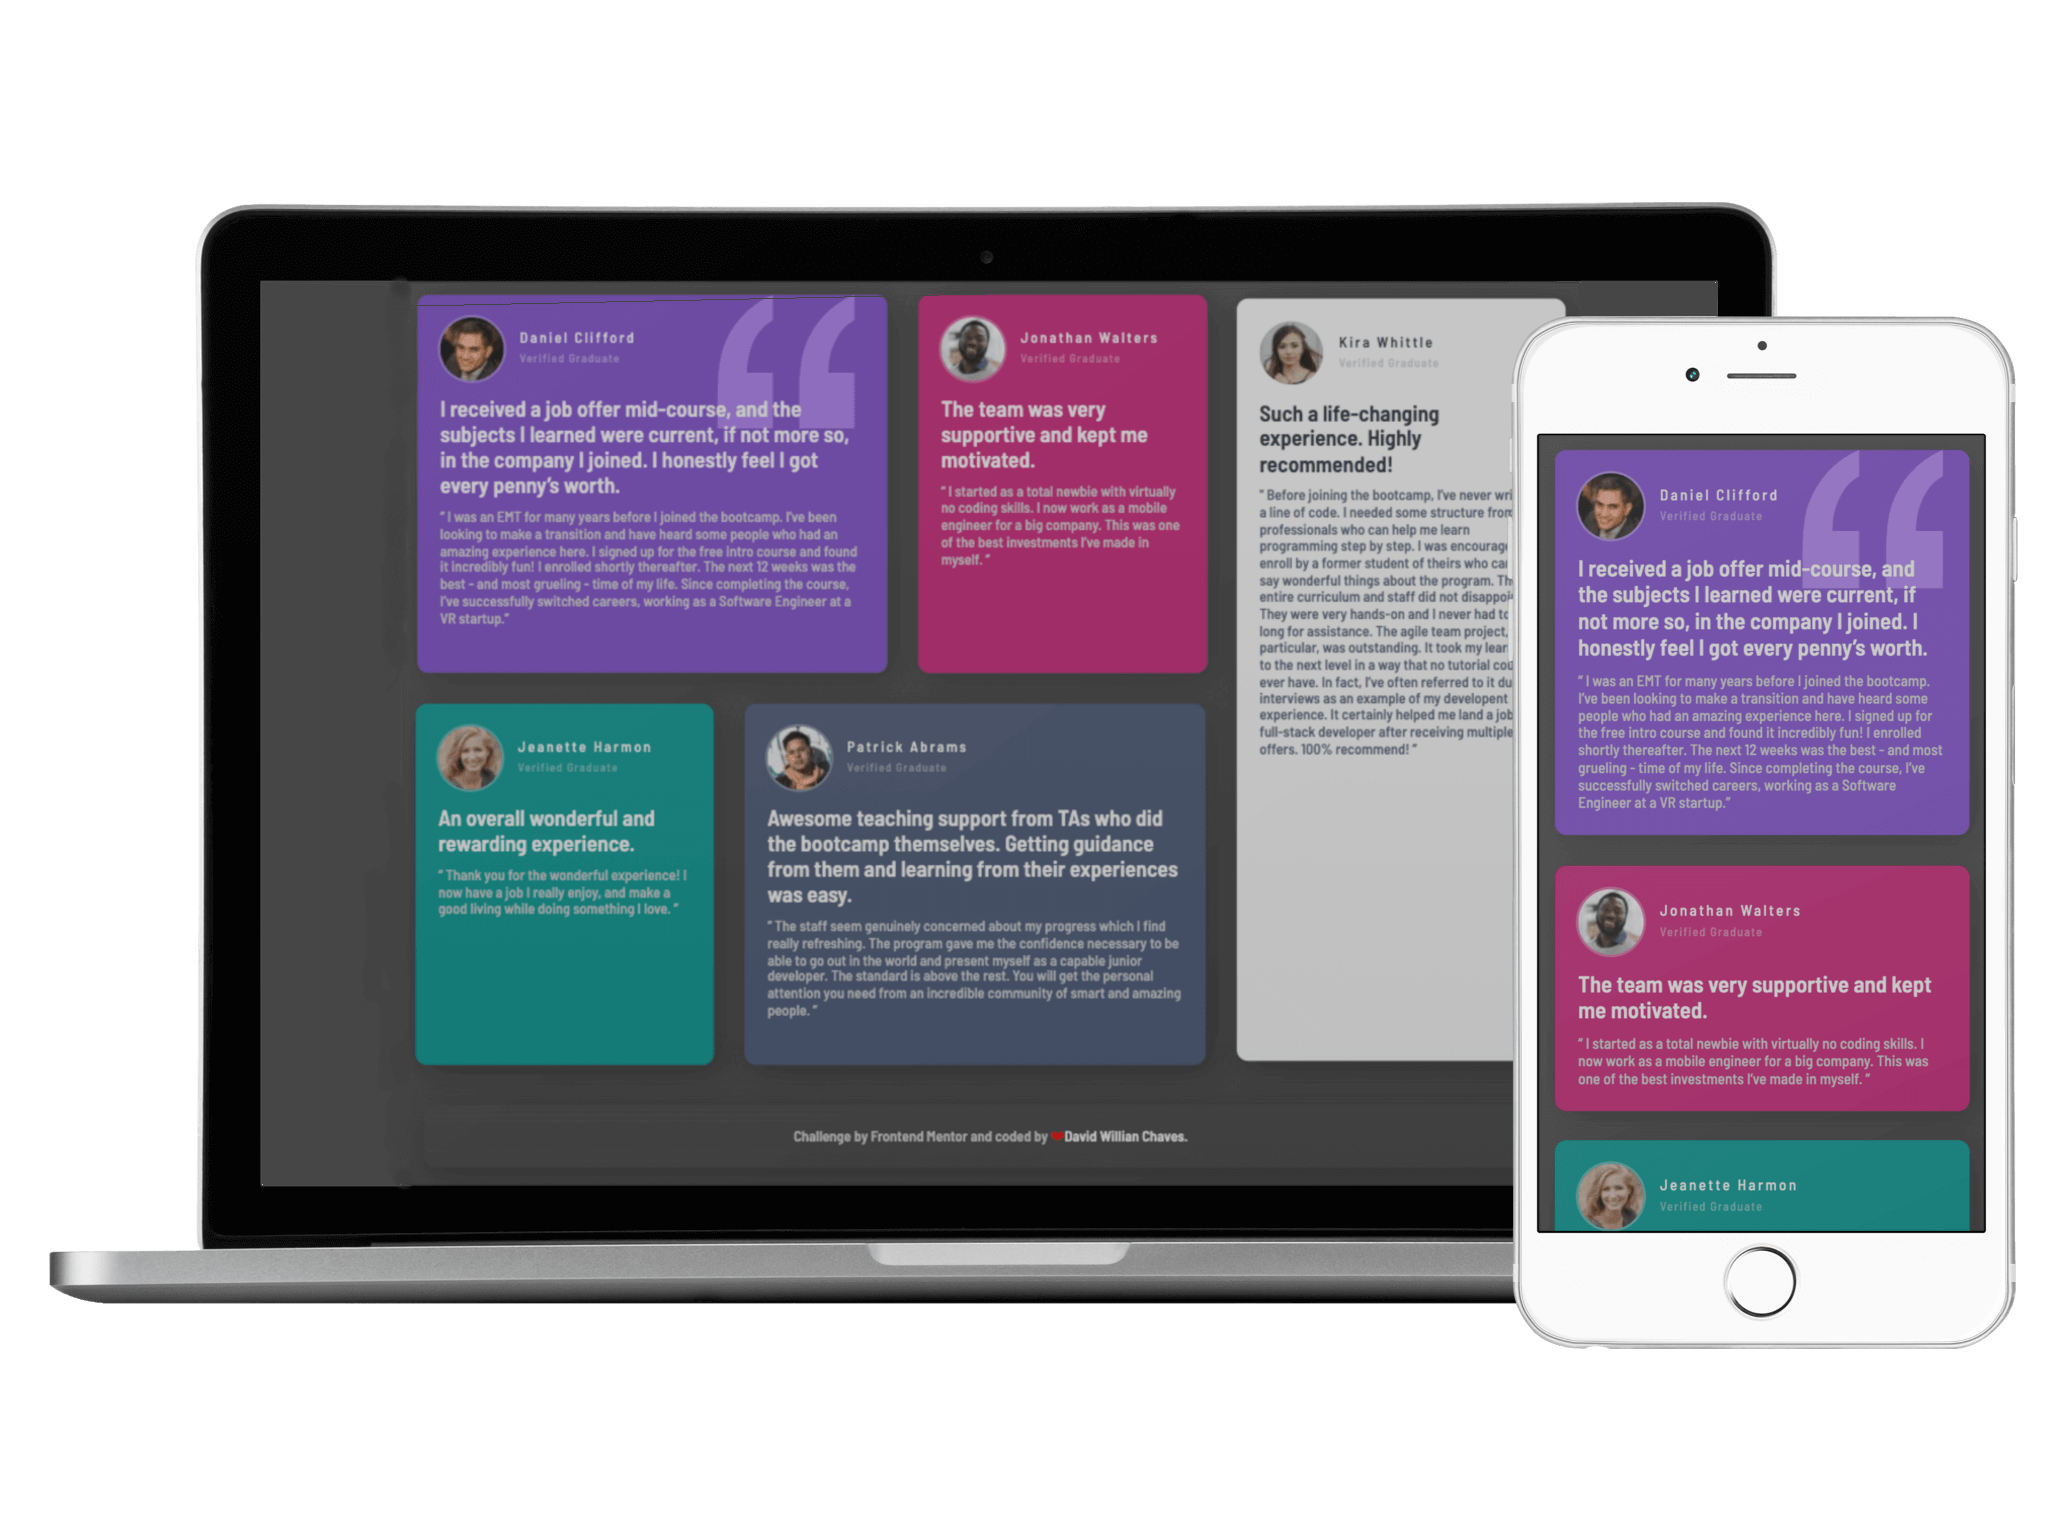 Daniel Clifford
Verified Graduate
I received a job offer mid-course, and the
subjects I learned were current, if not more so,
in the company I joined. I honestly feel I got
every penny's worth.
“ I was an EMT for many years before I joined the bootcamp. I've been
looking to make a transition and have heard some people who had an
amazing experience here. I signed up for the free intro course and found
it incredibly fun! I enrolled shortly thereafter. The next 12 weeks was the
best - and most grueling - time of my life. Since completing the course,
I've successfully switched careers, working as a Software Engineer at a
VR startup.”
Jonathan Walters
Verified Graduate
The team was very
supportive and kept me
motivated.
“ I started as a total newbie with virtually
no coding skills. I now work as a mobile
engineer for a big company. This was one
of the best investments I've made in
myself. ”
Kira Whittle
Verified Graduate
Such a life-changing
experience. Highly
recommended!
“ Before joining the bootcamp, I've never
a line of code. I needed some structure from
professionals who can help me learn
programming step by step. I was
enroll by a former student of theirs who
say wonderful things about the program.
entire curriculum and staff did not
They were very hands-on and I never had
long for assistance. The agile team project,
particular, was outstanding. It took my
to the next level in a way that no tutorial
ever have. In fact, I've often referred to it
interviews as an example of my developent
experience. It certainly helped me land a job
full-stack developer after receiving multiple
offers. 100% recommend! ”
Jeanette Harmon
Verified Graduate
An overall wonderful and
rewarding experience.
“ Thank you for the wonderful experience! I
now have a job I really enjoy, and make a
good living while doing something I love. ”
Patrick Abrams
Verified Graduate
Awesome teaching support from TAs who did
the bootcamp themselves. Getting guidance
from them and learning from their experiences
was easy.
“ The staff seem genuinely concerned about my progress which I find
really refreshing. The program gave me the confidence necessary to be
able to go out in the world and present myself as a capable junior
developer. The standard is above the rest. You will get the personal
attention you need from an incredible community of smart and amazing
people. ”
Challenge by Frontend Mentor and coded by ❤David Willian Chaves.
Daniel Clifford
Verified Graduate
I received a job offer mid-course, and
the subjects I learned were current, if
not more so, in the company I joined. I
honestly feel I got every penny's worth.
“ I was an EMT for many years before I joined the bootcamp.
I've been looking to make a transition and have heard some
people who had an amazing experience here. I signed up for
the free intro course and found it incredibly fun! I enrolled
shortly thereafter. The next 12 weeks was the best - and most
grueling - time of my life. Since completing the course, I've
successfully switched careers, working as a Software
Engineer at a VR startup.”
Jonathan Walters
Verified Graduate
The team was very supportive and kept
me motivated.
“ I started as a total newbie with virtually no coding skills. I
now work as a mobile engineer for a big company. This was
one of the best investments I've made in myself. ”
Jeanette Harmon
Verified Graduate